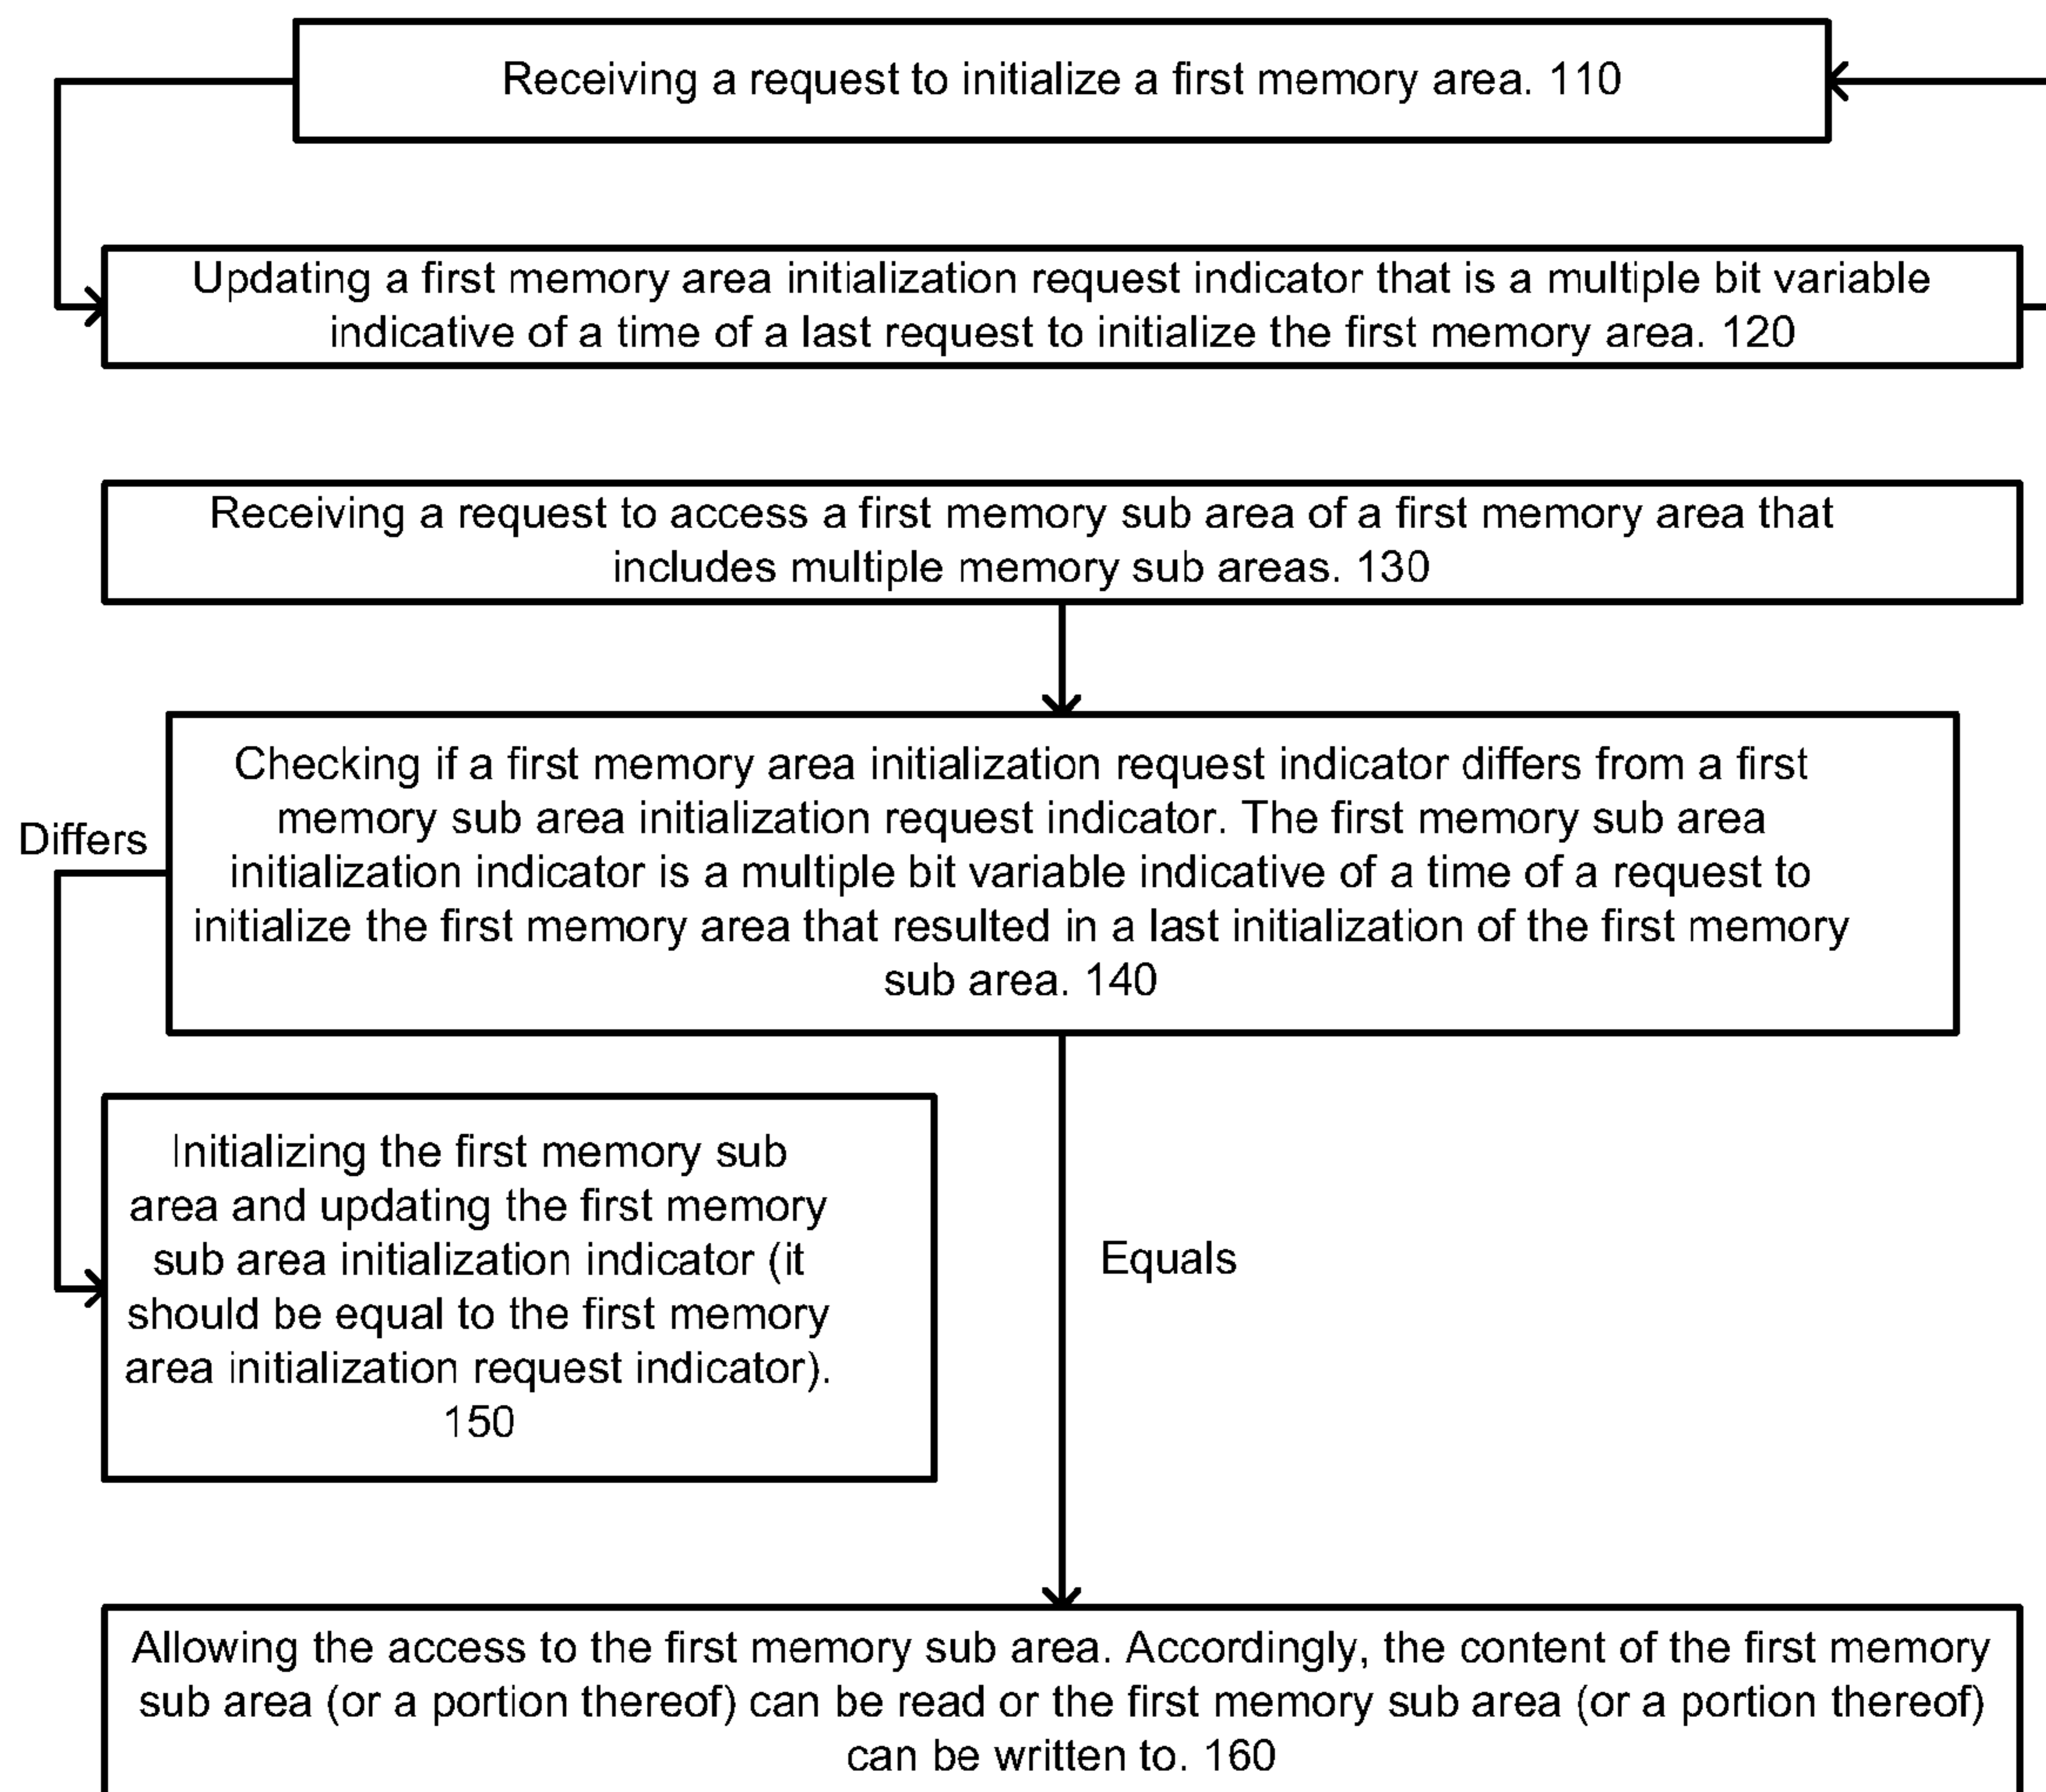 Receiving a request to initialize a first memory area. 110
Updating a first memory area initialization request indicator that is a multiple bit variable
indicative of a time of a last request to initialize the first memory area. 120
Receiving a request to access a first memory sub area of a first memory area that
includes multiple memory sub areas. 130
Checking if a first memory area initialization request indicator differs from a first
memory sub area initialization request indicator. The first memory sub area
initialization indicator is a multiple bit variable indicative of a time of a request to
initialize the first memory area that resulted in a last initialization of the first memory
sub area. 140
Differs
Initializing the first memory sub
area and updating the first memory
sub area initialization indicator (it
should be equal to the first memory
area initialization request indicator).
150
Equals
Allowing the access to the first memory sub area. Accordingly, the content of the first memory
sub area (or a portion thereof) can be read or the first memory sub area (or a portion thereof)
can be written to. 160